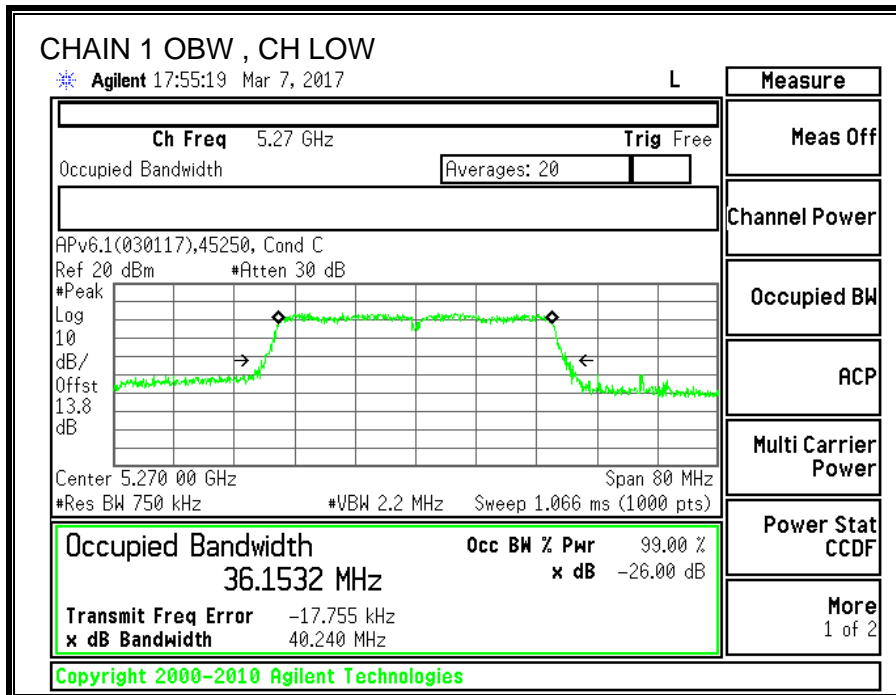 CHAIN 1 OBW , CH LOW
Agilent 17:55:19 Mar 7, 2017 L
Measure
Ch Freq 5.27 GHz Trig Free
Occupied Bandwidth Averages: 20
APv6.1(030117),45250, Cond C
Ref 20 dBm #Atten 30 dB
#Peak
Log
10
dB/
Offst
13.8
dB
Center 5.270 00 GHz Span 80 MHz
#Res BW 750 kHz #VBW 2.2 MHz Sweep 1.066 ms (1000 pts)
Occupied Bandwidth Occ BW % Pwr 99.00 %
36.1532 MHz x dB -26.00 dB
Transmit Freq Error -17.755 kHz
x dB Bandwidth 40.240 MHz
Copyright 2000-2010 Agilent Technologies
Meas Off
Channel Power
Occupied BW
ACP
Multi Carrier
Power
Power Stat
CCDF
More
1 of 2